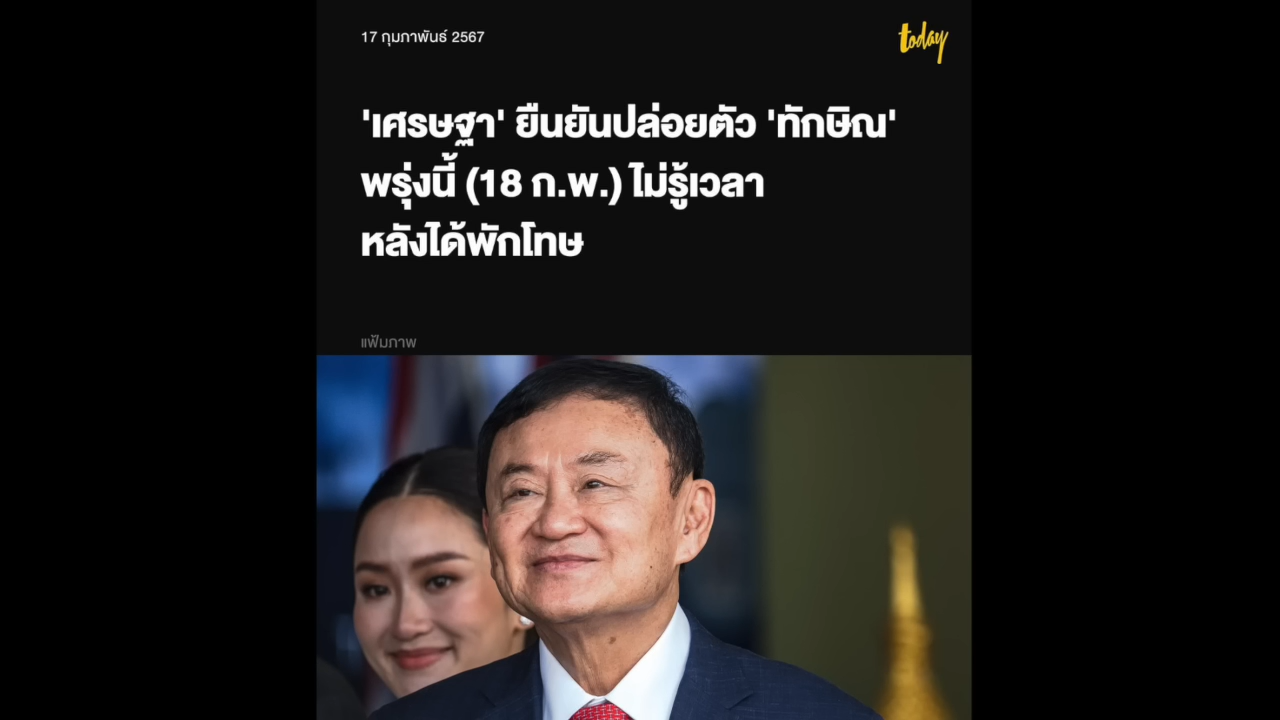 17 กุมภาพันธ์ 2567
today
'เศรษฐา' ยืนยันปล่อยตัว 'ทักษิณ'
พรุ่งนี้ (18 ก.พ.) ไม่รู้เวลา
หลังได้พักโทษ
แฟ้มภาพ